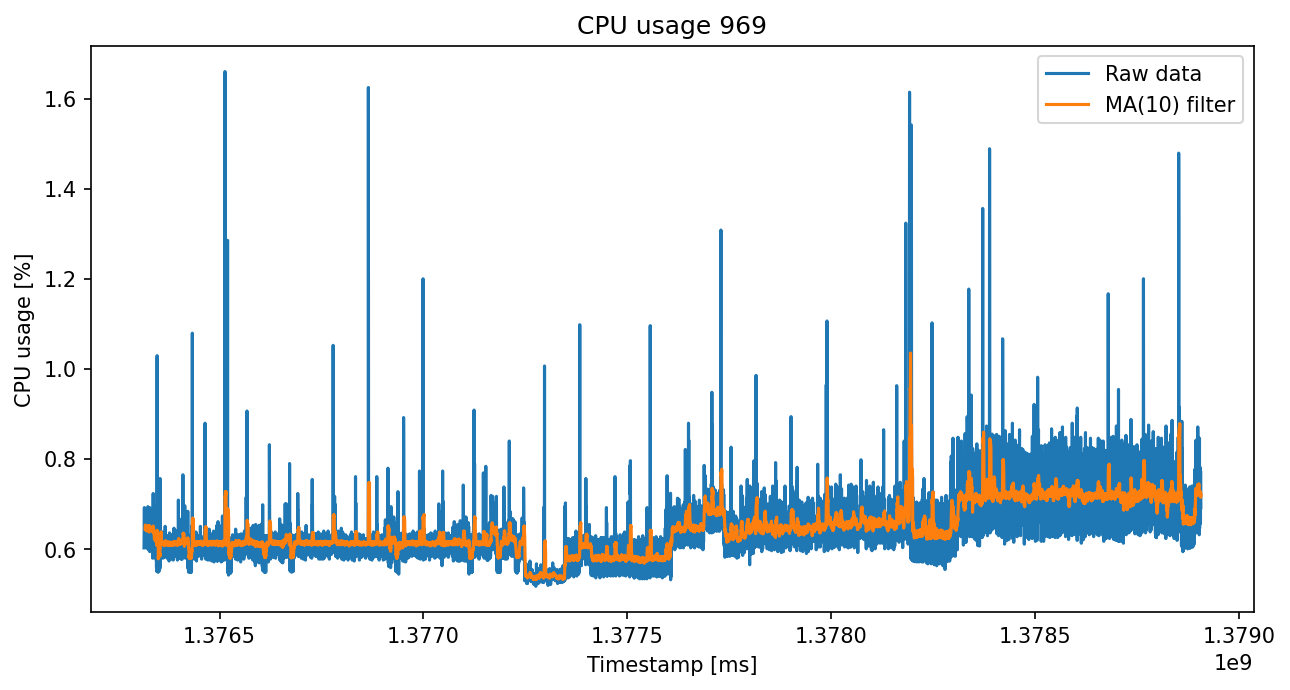 CPU usage 969
Raw data
MA(10) filter
CPU usage [%]
1.6
1.4
1.2
1.0
0.8
0.6
1.3765
1.3770
1.3775
1.3780
1.3785
1.3790
1e9
Timestamp [ms]